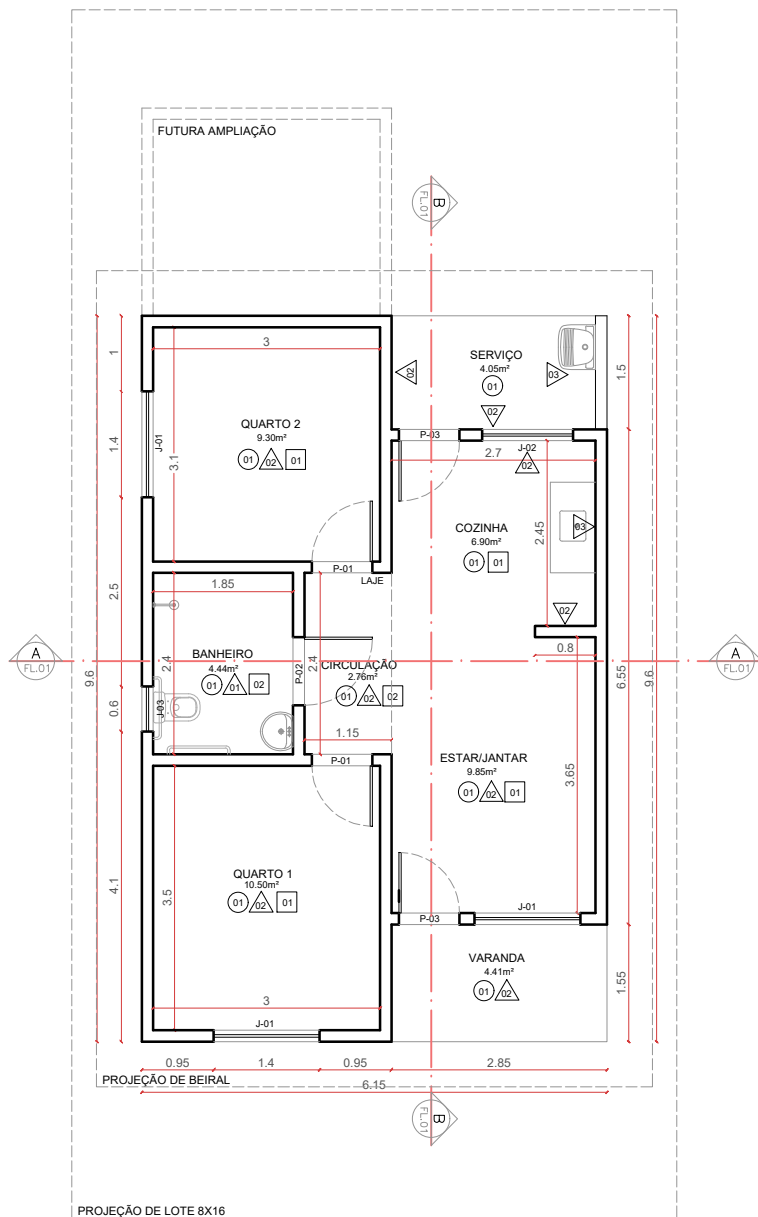 FUTURA AMPLIAÇÃO
B
FL.01
SERVIÇO
4.05m²
01
02
03
02
1
3
1.5
QUARTO 2
9.30m²
01 02 01
J-01
1.4
3.1
P-03
J-02
2.7
02
COZINHA
6.90m²
01 01
03
2.45
02
P-01
LAJE
2.5
1.85
BANHEIRO
4.44m²
01 01 02
2.4
P-02
2.4
CIRCULAÇÃO
2.76m²
01 02 02
0.8
A
FL.01
A
FL.01
9.6
6.55
9.6
0.6
J-03
1.15
P-01
ESTAR/JANTAR
9.85m²
01 02 01
3.65
4.1
3.5
QUARTO 1
10.50m²
01 02 01
P-03
J-01
VARANDA
4.41m²
01 02
1.55
3
J-01
0.95
1.4
0.95
2.85
PROJEÇÃO DE BEIRAL
6.15
B
FL.01
PROJEÇÃO DE LOTE 8X16